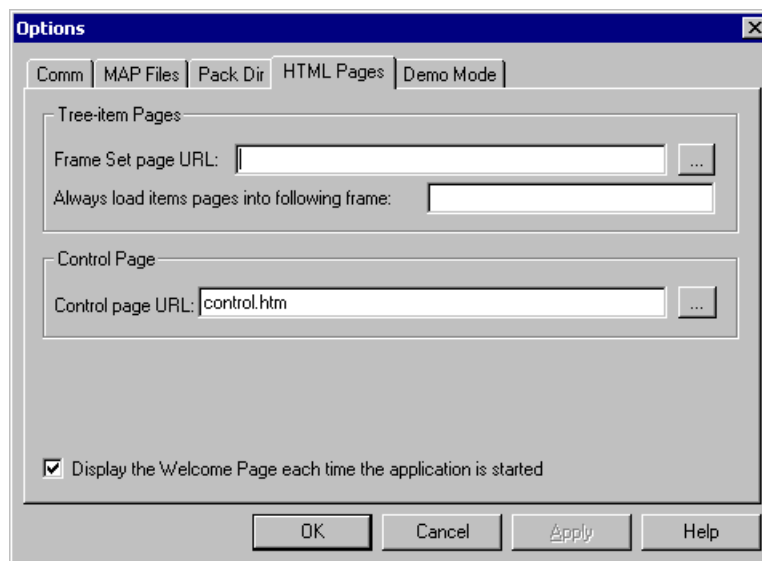 Options
Comm MAP Files Pack Dir HTML Pages Demo Mode
Tree-item Pages
Frame Set page URL: ...
Always load items pages into following frame:
Control Page
Control page URL: control.htm ...
Display the Welcome Page each time the application is started
OK Cancel Apply Help